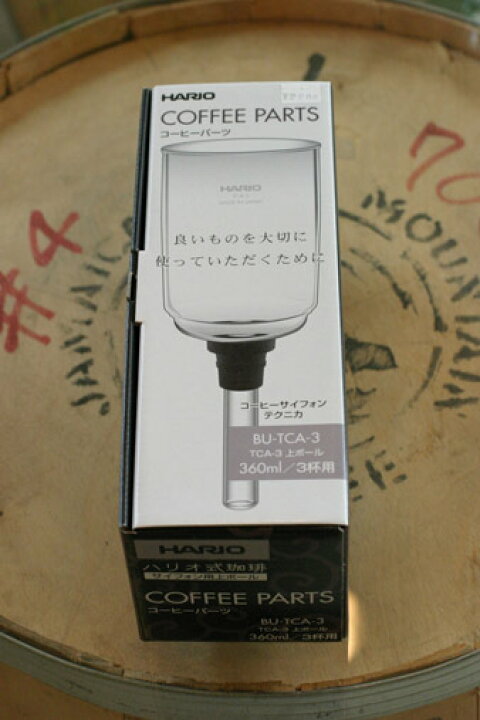 HARIO
COFFEE PARTS
コーヒーパーツ
HARIO
良いものを大切に
使っていただくために
コーヒーサイフォン
テクニカ
BU-TCA-3
TCA-3 上ボール
360ml／3杯用
HARIO
ハリオ式珈琲
サイフォン用上ボール
COFFEE PARTS
コーヒーパーツ
BU-TCA-3
TCA-3 上ボール
360ml／3杯用
#4
70
JAMAICA
MOUNTAIN